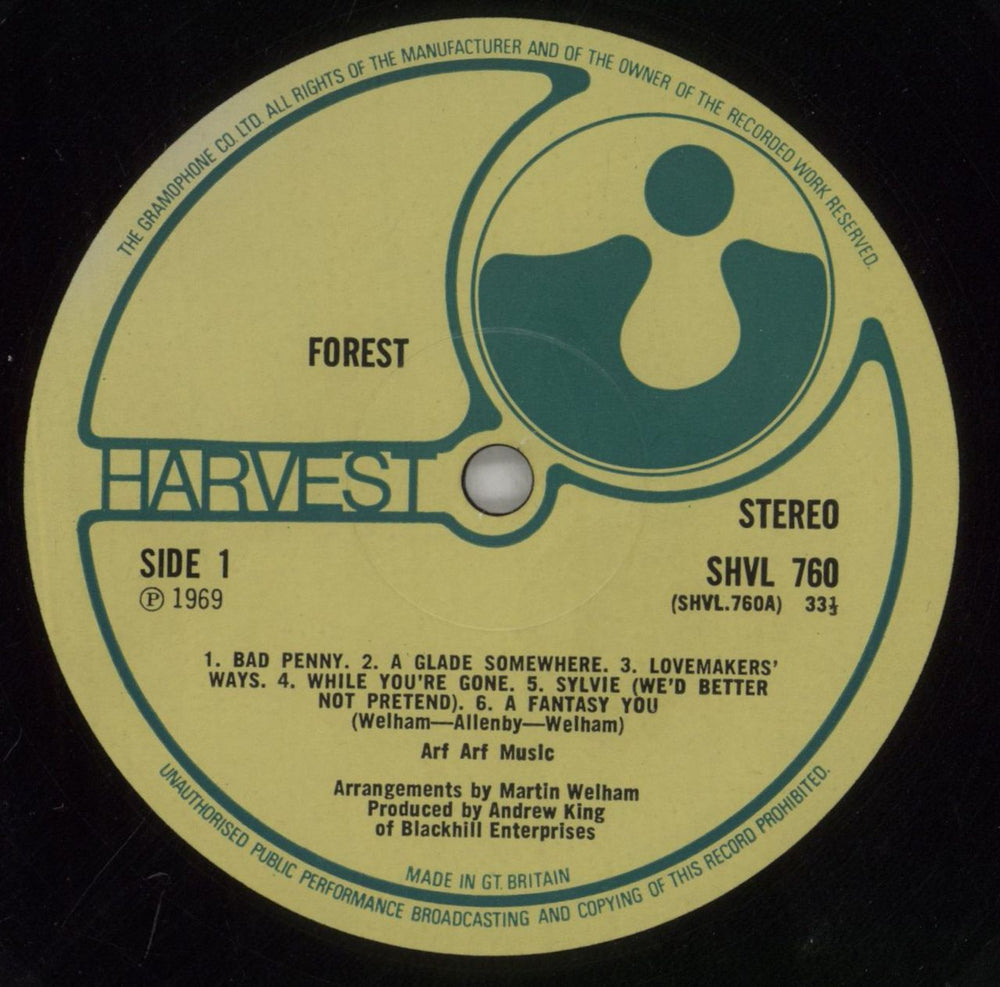 THE GRAMOPHONE CO. LTD. ALL RIGHTS OF THE MANUFACTURER AND OF THE OWNER OF THE RECORDED WORK RESERVED.
FOREST
HARVEST
STEREO
SIDE 1
SHVL 760
Ⓟ 1969
(SHVL.760A) 33⅓
1. BAD PENNY. 2. A GLADE SOMEWHERE. 3. LOVEMAKERS'
WAYS. 4. WHILE YOU'RE GONE. 5. SYLVIE (WE'D BETTER
NOT PRETEND). 6. A FANTASY YOU
(Welham—Allenby—Welham)
Arf Arf Music
Arrangements by Martin Welham
Produced by Andrew King
of Blackhill Enterprises
MADE IN GT. BRITAIN
UNAUTHORISED PUBLIC PERFORMANCE BROADCASTING AND COPYING OF THIS RECORD PROHIBITED.